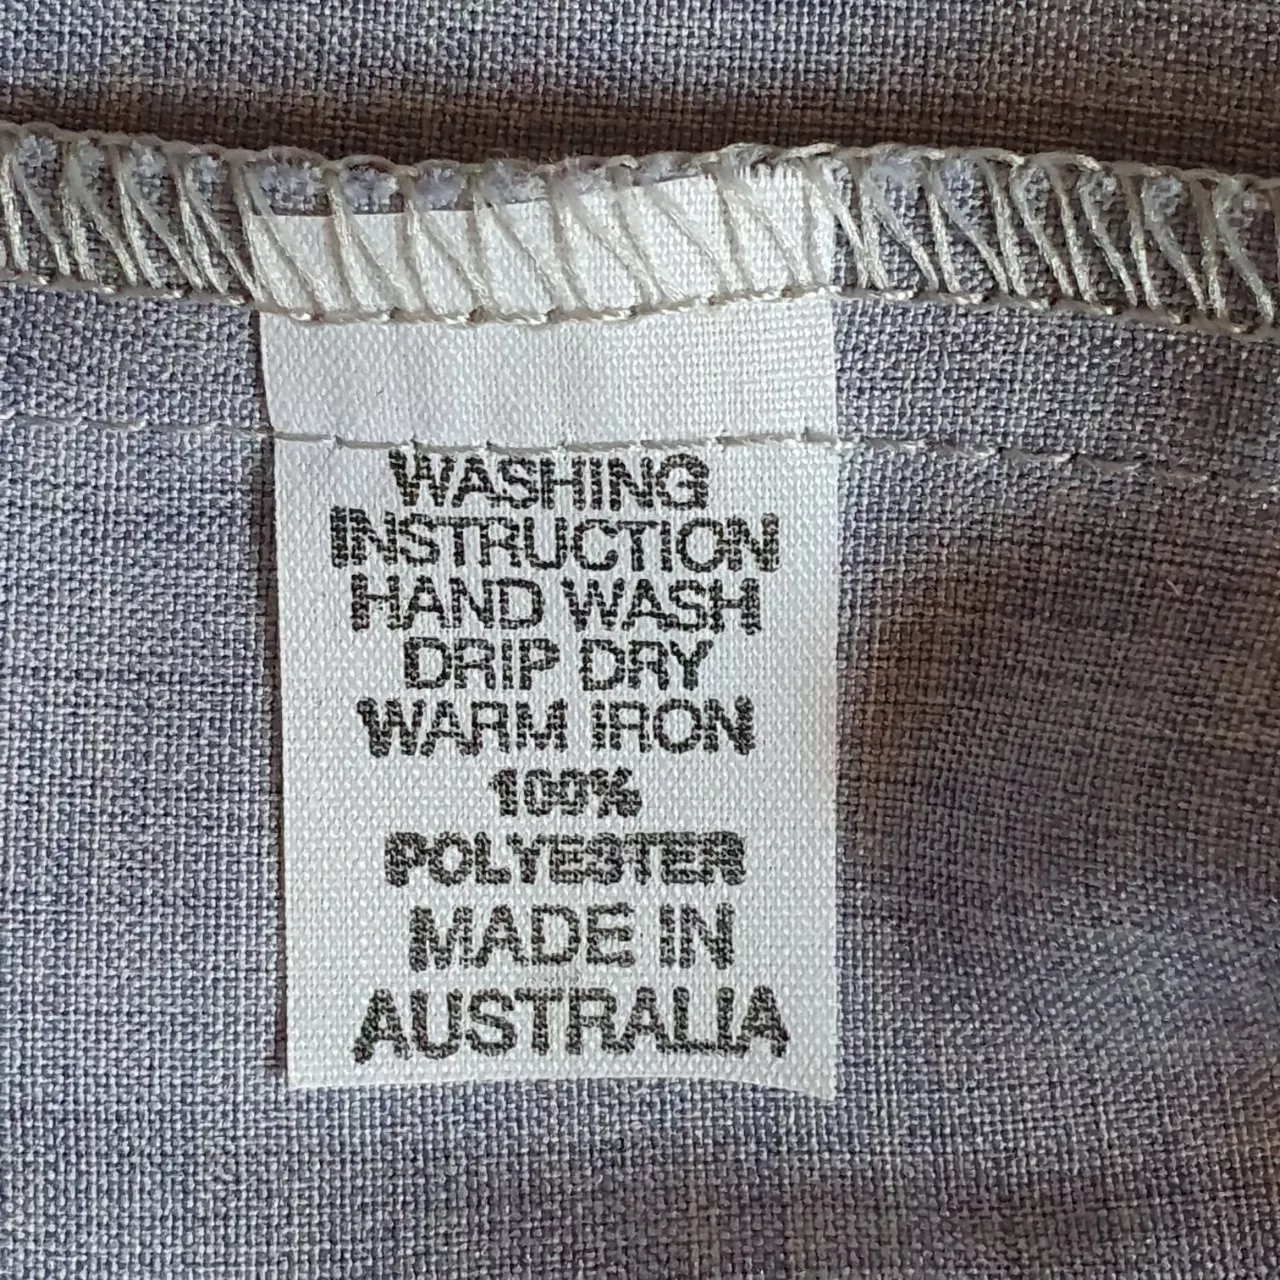 WASHING
INSTRUCTION
HAND WASH
DRIP DRY
WARM IRON
100%
POLYESTER
MADE IN
AUSTRALIA